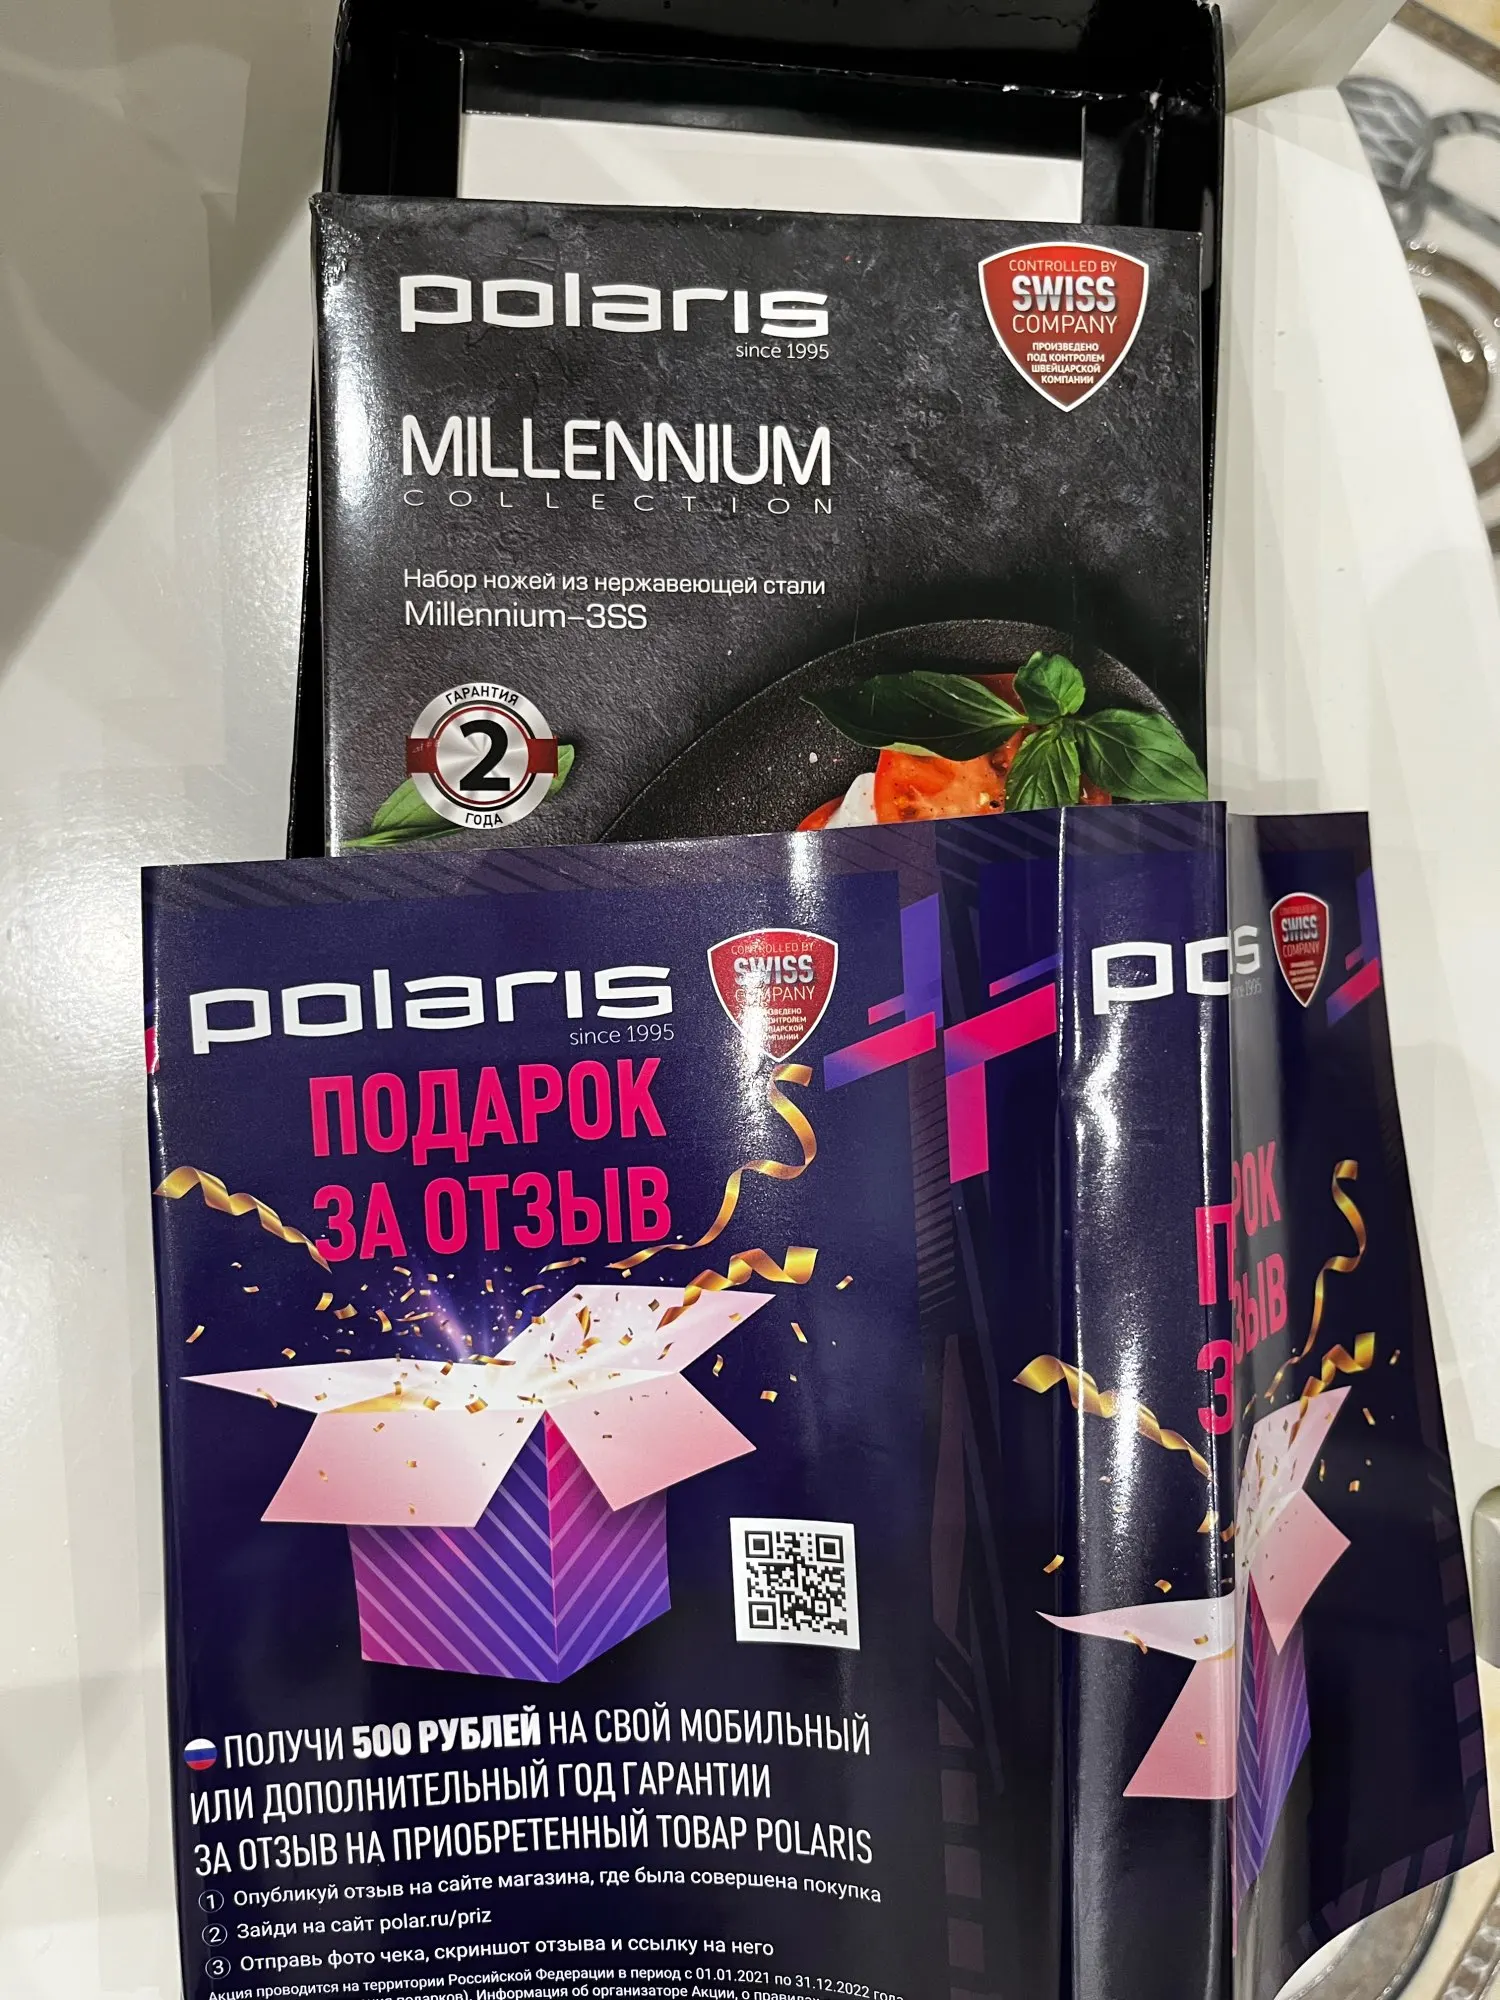 polaris
since 1995
CONTROLLED BY
SWISS
COMPANY
ПРОИЗВЕДЕНО
ПОД КОНТРОЛЕМ
ШВЕЙЦАРСКОЙ
КОМПАНИИ
MILLENNIUM
COLLECTION
Набор ножей из нержавеющей стали
Millennium-3SS
ГАРАНТИЯ
2
ГОДА
polaris
since 1995
CONTROLLED BY
SWISS
COMPANY
ПОДАРОК
ЗА ОТЗЫВ
ПОЛУЧИ 500 РУБЛЕЙ НА СВОЙ МОБИЛЬНЫЙ
ИЛИ ДОПОЛНИТЕЛЬНЫЙ ГОД ГАРАНТИИ
ЗА ОТЗЫВ НА ПРИОБРЕТЕННЫЙ ТОВАР POLARIS
1 Опубликуй отзыв на сайте магазина, где была совершена покупка
2 Зайди на сайт polar.ru/priz
3 Отправь фото чека, скриншот отзыва и ссылку на него
Акция проводится на территории Российской Федерации в период с 01.01.2021 по 31.12.2022 года
подарков). Информация об организаторе Акции, о
SWISS
COMPANY